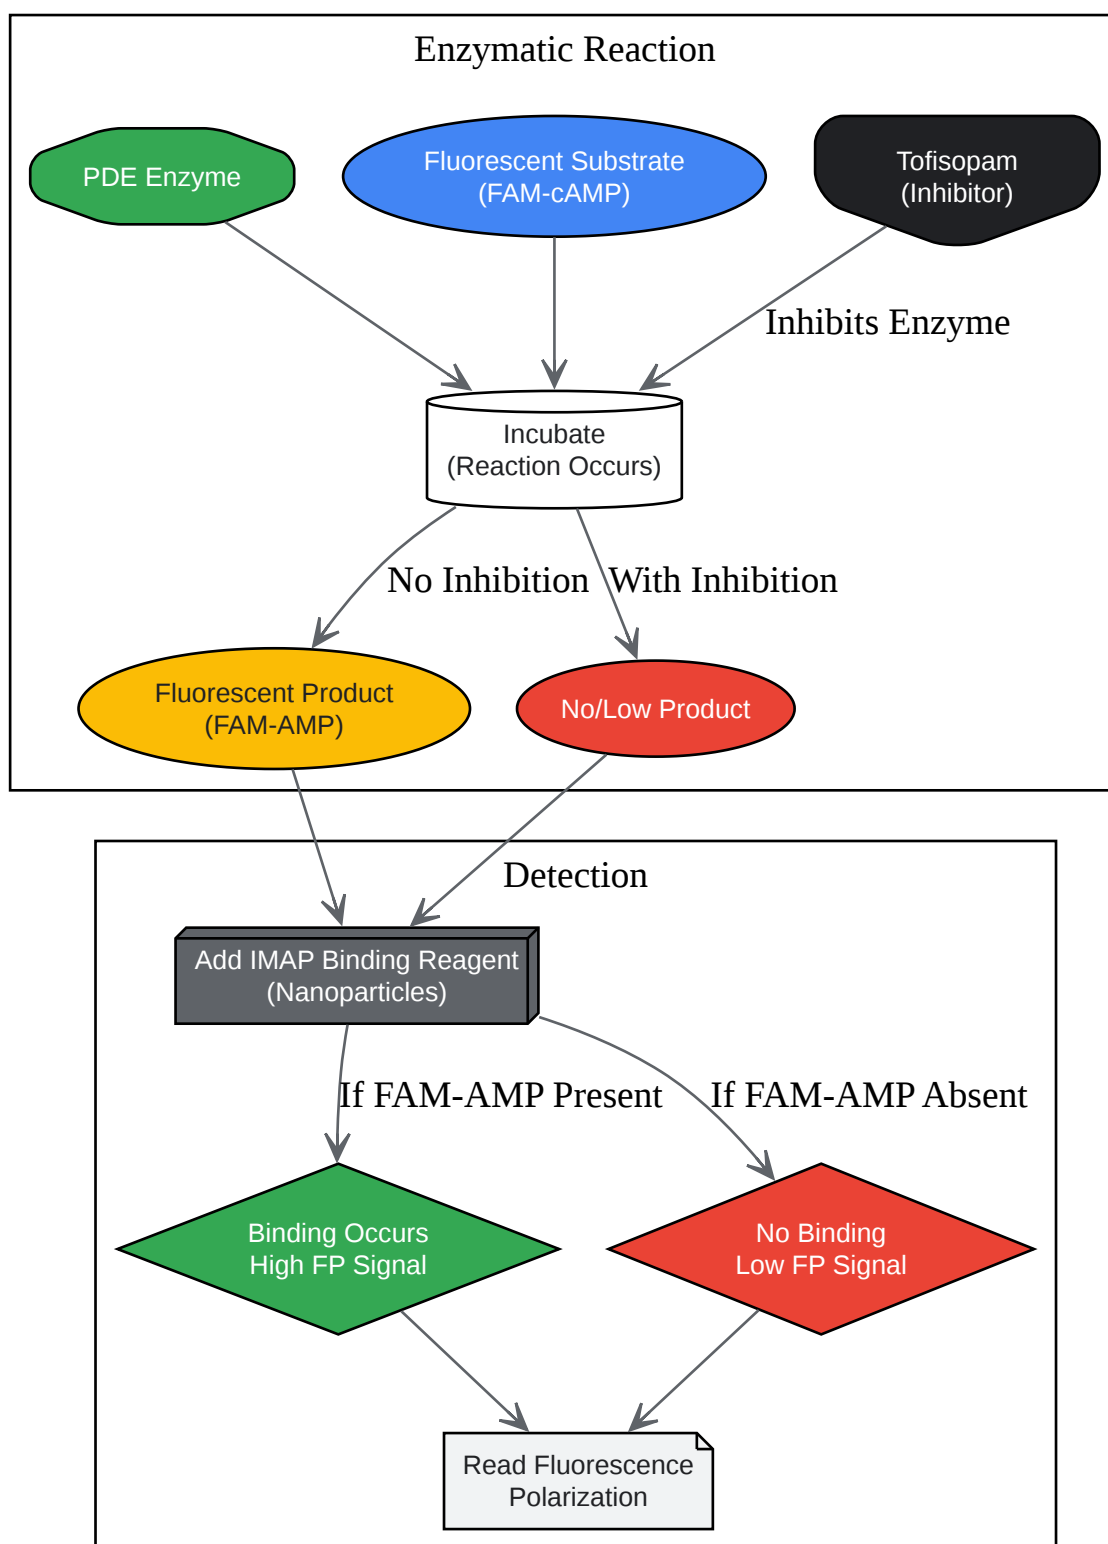 Enzymatic Reaction
PDE Enzyme
Fluorescent Substrate
(FAM-cAMP)
Tofisopam
(Inhibitor)
Inhibits Enzyme
Incubate
(Reaction Occurs)
No Inhibition
With Inhibition
Fluorescent Product
(FAM-AMP)
No/Low Product
Detection
Add IMAP Binding Reagent
(Nanoparticles)
If FAM-AMP Present
If FAM-AMP Absent
Binding Occurs
High FP Signal
No Binding
Low FP Signal
Read Fluorescence
Polarization